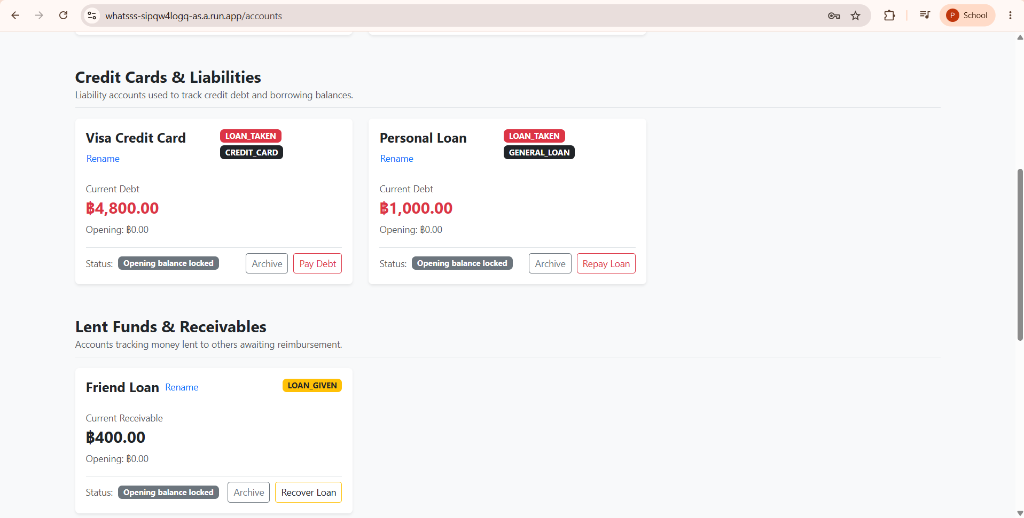 whatsss-sipqw4logq-as.a.run.app/accounts
School
P
Credit Cards & Liabilities
Liability accounts used to track credit debt and borrowing balances.
Visa Credit Card
LOAN_TAKEN
CREDIT_CARD
Rename
Current Debt
฿4,800.00
Opening: ฿0.00
Status: Opening balance locked Archive Pay Debt
Personal Loan
LOAN_TAKEN
GENERAL_LOAN
Rename
Current Debt
฿1,000.00
Opening: ฿0.00
Status: Opening balance locked Archive Repay Loan
Lent Funds & Receivables
Accounts tracking money lent to others awaiting reimbursement.
Friend Loan Rename LOAN_GIVEN
Current Receivable
฿400.00
Opening: ฿0.00
Status: Opening balance locked Archive Recover Loan